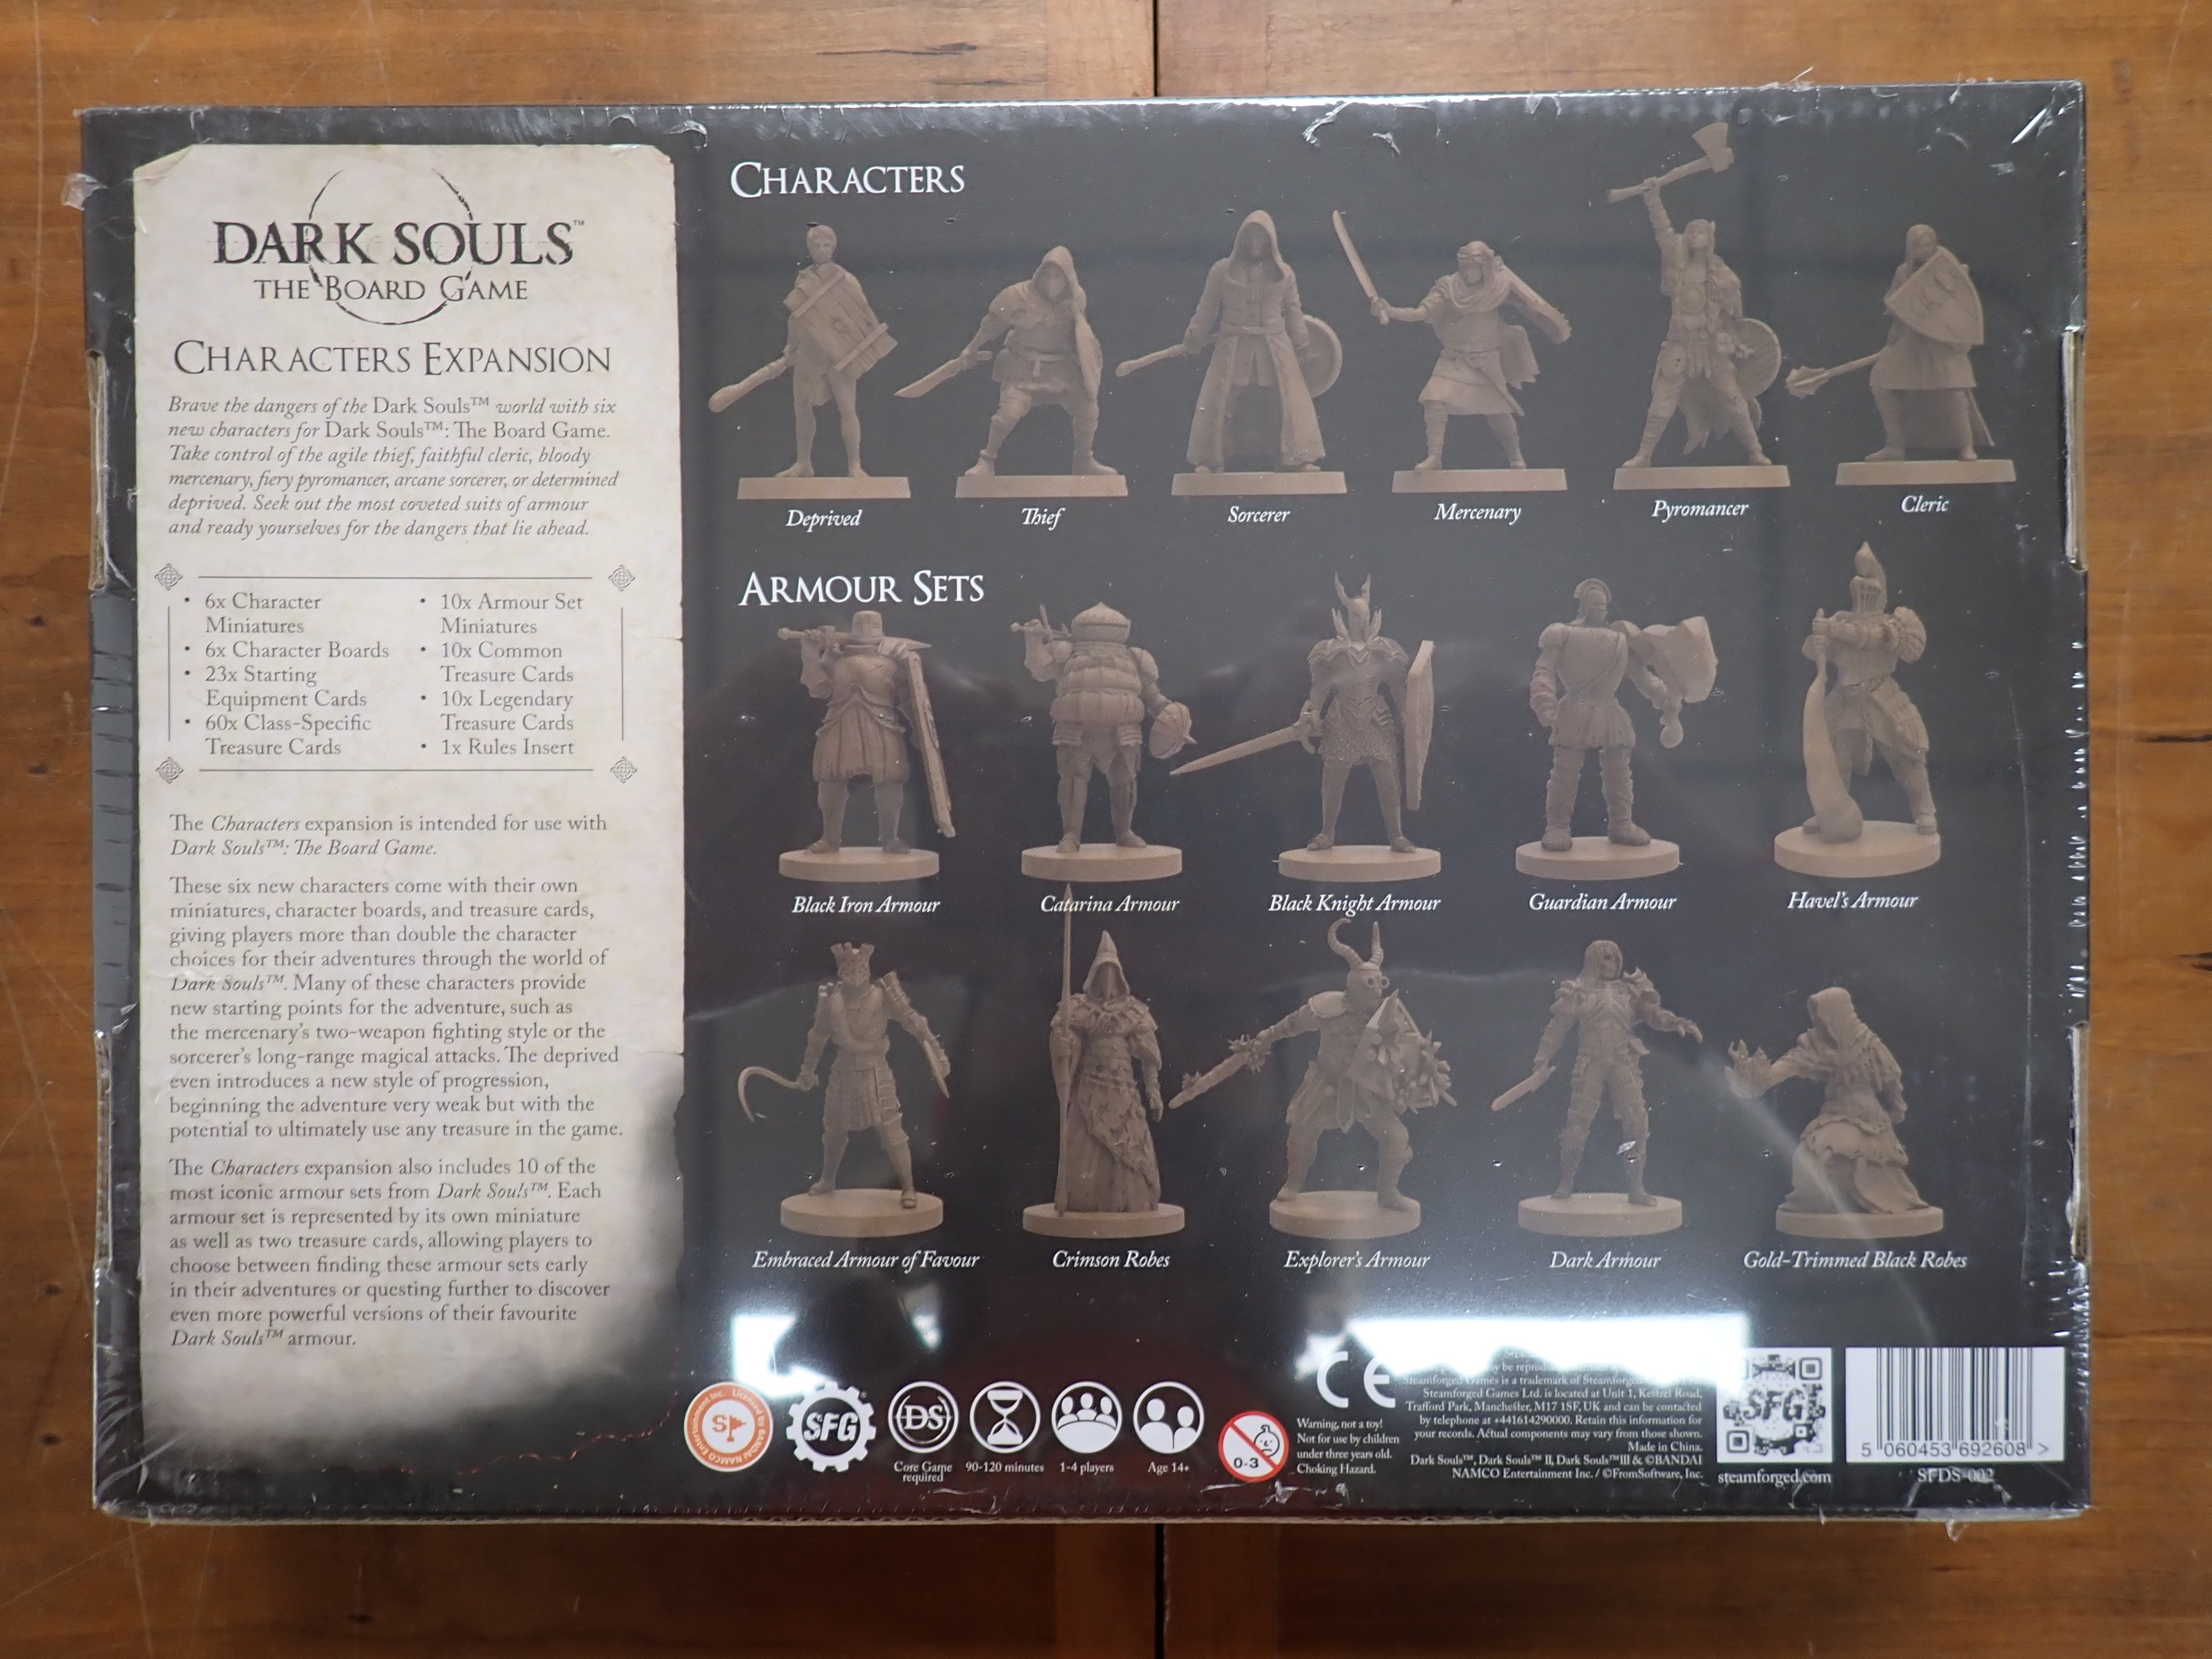 DARK SOULS™
THE BOARD GAME
CHARACTERS EXPANSION
Brave the dangers of the Dark Souls™ world with six
new characters for Dark Souls™: The Board Game.
Take control of the agile thief, faithful cleric, bloody
mercenary, fiery pyromancer, arcane sorcerer, or determined
deprived. Seek out the most coveted suits of armour
and ready yourselves for the dangers that lie ahead.
• 6x Character
Miniatures
• 6x Character Boards
• 23x Starting
Equipment Cards
• 60x Class-Specific
Treasure Cards
• 10x Armour Set
Miniatures
• 10x Common
Treasure Cards
• 10x Legendary
Treasure Cards
• 1x Rules Insert
The Characters expansion is intended for use with
Dark Souls™: The Board Game.
These six new characters come with their own
miniatures, character boards, and treasure cards,
giving players more than double the character
choices for their adventures through the world of
Dark Souls™. Many of these characters provide
new starting points for the adventure, such as
the mercenary's two-weapon fighting style or the
sorcerer's long-range magical attacks. The deprived
even introduces a new style of progression,
beginning the adventure very weak but with the
potential to ultimately use any treasure in the game.
The Characters expansion also includes 10 of the
most iconic armour sets from Dark Souls™. Each
armour set is represented by its own miniature
as well as two treasure cards, allowing players to
choose between finding these armour sets early
in their adventures or questing further to discover
even more powerful versions of their favourite
Dark Souls™ armour.
CHARACTERS
Deprived
Thief
Sorcerer
Mercenary
Pyromancer
Cleric
ARMOUR SETS
Black Iron Armour
Catarina Armour
Black Knight Armour
Guardian Armour
Havel's Armour
Embraced Armour of Favour
Crimson Robes
Explorer's Armour
Dark Armour
Gold-Trimmed Black Robes
Licensed by BANDAI NAMCO Entertainment Inc.
SFG
DS
Core Game
required
90-120 minutes
1-4 players
Age 14+
0-3
Warning, not a toy!
Not for use by children
under three years old.
Choking Hazard.
CE
be
Steamforged Games is a trademark of Steamforged
Steamforged Games Ltd. is located at Unit 1, Kestrel Road,
Trafford Park, Manchester, M17 1SF, UK and can be contacted
by telephone at +441614290000. Retain this information for
your records. Actual components may vary from those shown.
Made in China.
Dark Souls™, Dark Souls™ II, Dark Souls™III & ©BANDAI
NAMCO Entertainment Inc. / ©FromSoftware, Inc.
SFG
steamforged.com
5 060453 692608 >
SFDS-002